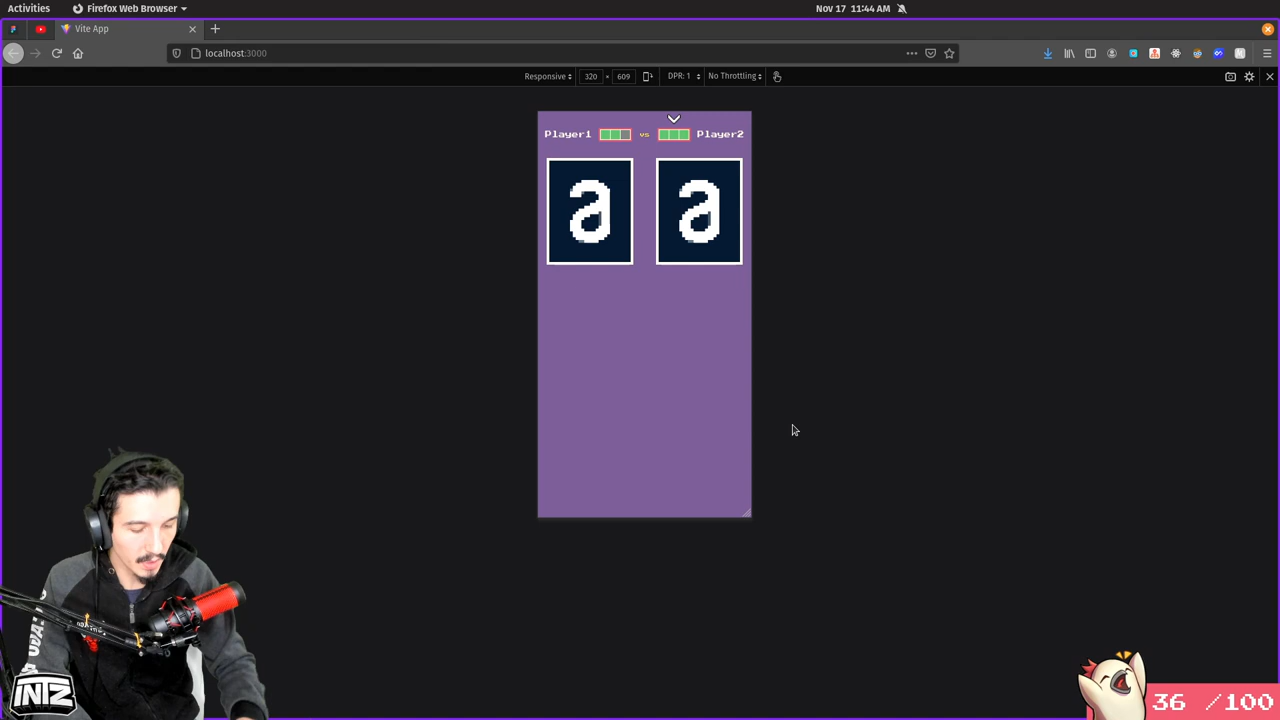 Activities
Firefox Web Browser
Nov 17 11:44 AM
Vite App
localhost:3000
Responsive
320 × 609
DPR: 1
No Throttling
Player1 vs Player2
a a
INTZ
36 /100